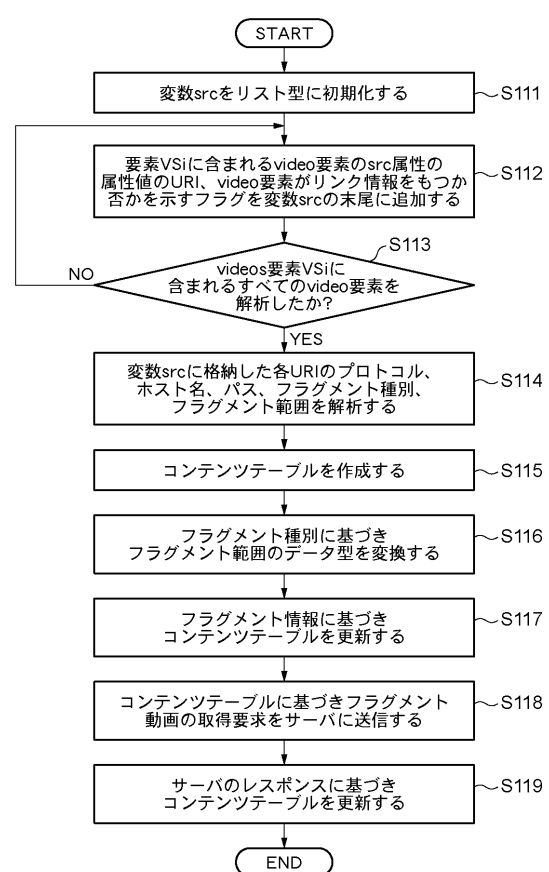 START
変数srcをリスト型に初期化する
S111
要素VSiに含まれるvideo要素のsrc属性の
属性値のURI、video要素がリンク情報をもつか
否かを示すフラグを変数srcの末尾に追加する
S112
S113
videos要素VSiに
含まれるすべてのvideo要素を
解析したか?
NO
YES
変数srcに格納した各URIのプロトコル、
ホスト名、パス、フラグメント種別、
フラグメント範囲を解析する
S114
コンテンツテーブルを作成する
S115
フラグメント種別に基づき
フラグメント範囲のデータ型を変換する
S116
フラグメント情報に基づき
コンテンツテーブルを更新する
S117
コンテンツテーブルに基づきフラグメント
動画の取得要求をサーバに送信する
S118
サーバのレスポンスに基づき
コンテンツテーブルを更新する
S119
END